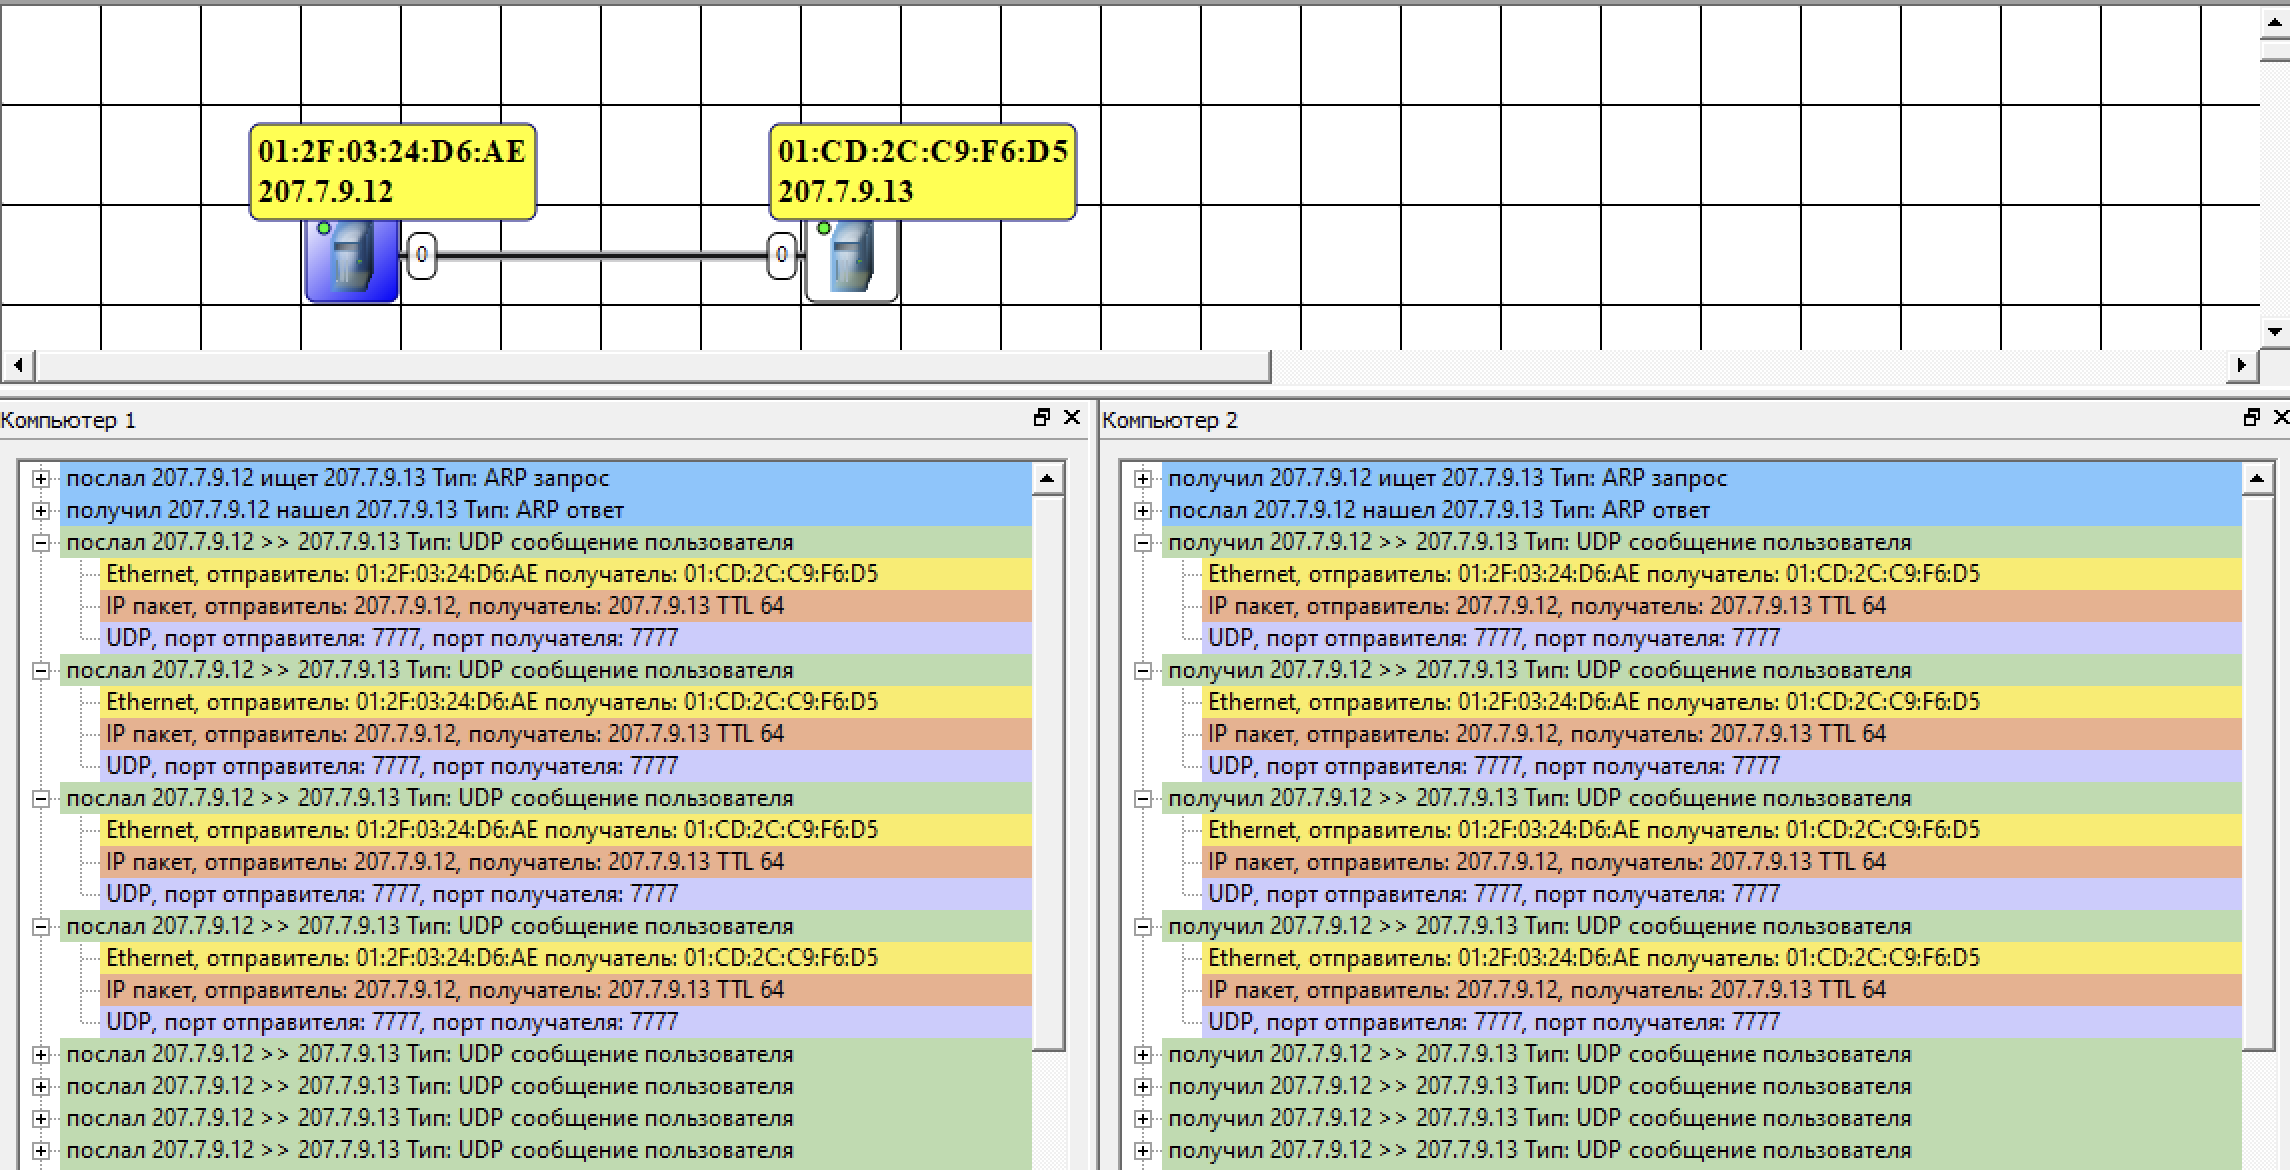 01:2F:03:24:D6:AE
207.7.9.12
01:CD:2C:C9:F6:D5
207.7.9.13
0
0
Компьютер 1
послал 207.7.9.12 ищет 207.7.9.13 Тип: ARP запрос
получил 207.7.9.12 нашел 207.7.9.13 Тип: ARP ответ
послал 207.7.9.12 >> 207.7.9.13 Тип: UDP сообщение пользователя
Ethernet, отправитель: 01:2F:03:24:D6:AE получатель: 01:CD:2C:C9:F6:D5
IP пакет, отправитель: 207.7.9.12, получатель: 207.7.9.13 TTL 64
UDP, порт отправителя: 7777, порт получателя: 7777
послал 207.7.9.12 >> 207.7.9.13 Тип: UDP сообщение пользователя
Ethernet, отправитель: 01:2F:03:24:D6:AE получатель: 01:CD:2C:C9:F6:D5
IP пакет, отправитель: 207.7.9.12, получатель: 207.7.9.13 TTL 64
UDP, порт отправителя: 7777, порт получателя: 7777
послал 207.7.9.12 >> 207.7.9.13 Тип: UDP сообщение пользователя
Ethernet, отправитель: 01:2F:03:24:D6:AE получатель: 01:CD:2C:C9:F6:D5
IP пакет, отправитель: 207.7.9.12, получатель: 207.7.9.13 TTL 64
UDP, порт отправителя: 7777, порт получателя: 7777
послал 207.7.9.12 >> 207.7.9.13 Тип: UDP сообщение пользователя
Ethernet, отправитель: 01:2F:03:24:D6:AE получатель: 01:CD:2C:C9:F6:D5
IP пакет, отправитель: 207.7.9.12, получатель: 207.7.9.13 TTL 64
UDP, порт отправителя: 7777, порт получателя: 7777
послал 207.7.9.12 >> 207.7.9.13 Тип: UDP сообщение пользователя
послал 207.7.9.12 >> 207.7.9.13 Тип: UDP сообщение пользователя
послал 207.7.9.12 >> 207.7.9.13 Тип: UDP сообщение пользователя
послал 207.7.9.12 >> 207.7.9.13 Тип: UDP сообщение пользователя
Компьютер 2
получил 207.7.9.12 ищет 207.7.9.13 Тип: ARP запрос
послал 207.7.9.12 нашел 207.7.9.13 Тип: ARP ответ
получил 207.7.9.12 >> 207.7.9.13 Тип: UDP сообщение пользователя
Ethernet, отправитель: 01:2F:03:24:D6:AE получатель: 01:CD:2C:C9:F6:D5
IP пакет, отправитель: 207.7.9.12, получатель: 207.7.9.13 TTL 64
UDP, порт отправителя: 7777, порт получателя: 7777
получил 207.7.9.12 >> 207.7.9.13 Тип: UDP сообщение пользователя
Ethernet, отправитель: 01:2F:03:24:D6:AE получатель: 01:CD:2C:C9:F6:D5
IP пакет, отправитель: 207.7.9.12, получатель: 207.7.9.13 TTL 64
UDP, порт отправителя: 7777, порт получателя: 7777
получил 207.7.9.12 >> 207.7.9.13 Тип: UDP сообщение пользователя
Ethernet, отправитель: 01:2F:03:24:D6:AE получатель: 01:CD:2C:C9:F6:D5
IP пакет, отправитель: 207.7.9.12, получатель: 207.7.9.13 TTL 64
UDP, порт отправителя: 7777, порт получателя: 7777
получил 207.7.9.12 >> 207.7.9.13 Тип: UDP сообщение пользователя
Ethernet, отправитель: 01:2F:03:24:D6:AE получатель: 01:CD:2C:C9:F6:D5
IP пакет, отправитель: 207.7.9.12, получатель: 207.7.9.13 TTL 64
UDP, порт отправителя: 7777, порт получателя: 7777
получил 207.7.9.12 >> 207.7.9.13 Тип: UDP сообщение пользователя
получил 207.7.9.12 >> 207.7.9.13 Тип: UDP сообщение пользователя
получил 207.7.9.12 >> 207.7.9.13 Тип: UDP сообщение пользователя
получил 207.7.9.12 >> 207.7.9.13 Тип: UDP сообщение пользователя